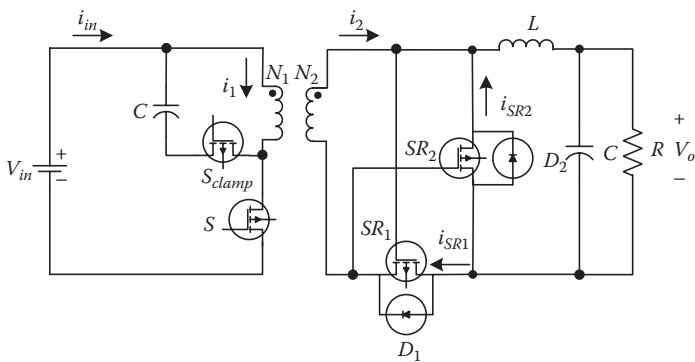 i_in
i_2
L
i_1
N_1 N_2
C
i_SR2
S_clamp
SR_2
D_2
C
R
+
V_o
−
V_in
+
−
S
SR_1
i_SR1
D_1